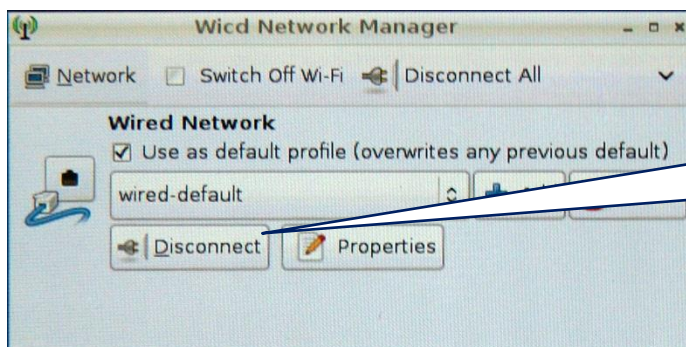 Wicd Network Manager
Network Switch Off Wi-Fi Disconnect All
Wired Network
Use as default profile (overwrites any previous default)
wired-default
Disconnect Properties